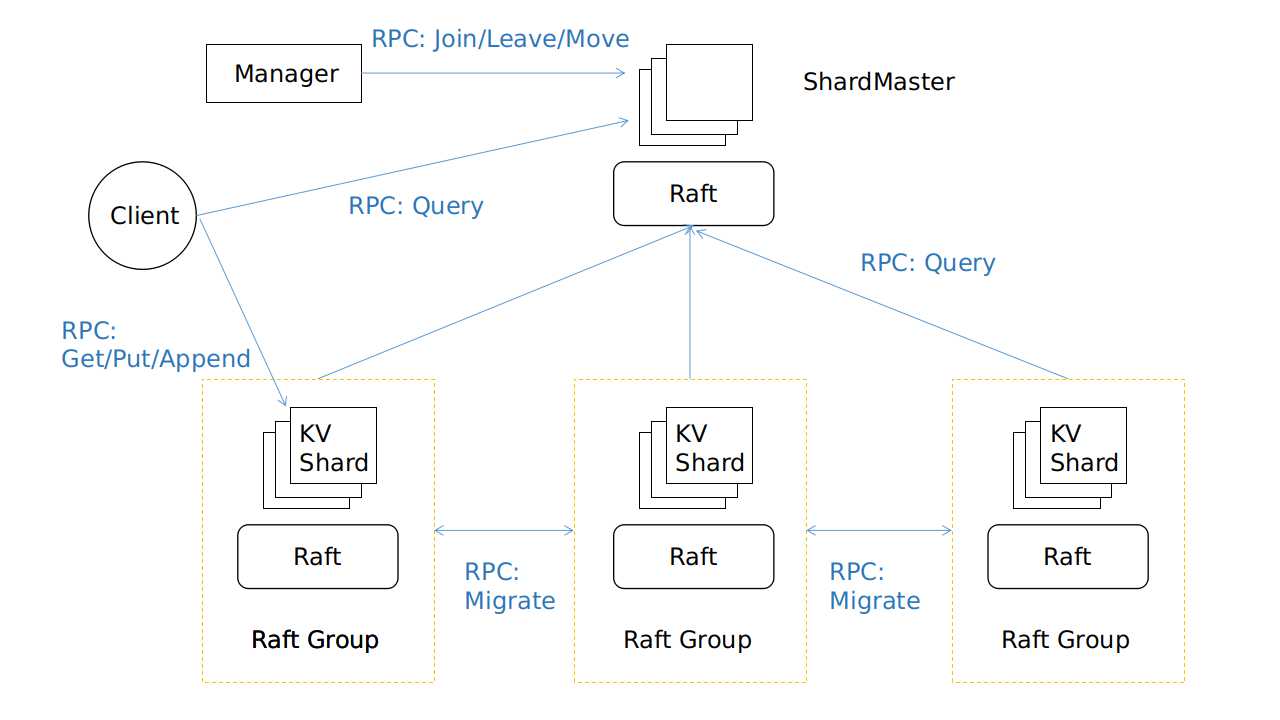 RPC: Join/Leave/Move
Manager
ShardMaster
Raft
Client
RPC: Query
RPC: Query
RPC:
Get/Put/Append
KV
Shard
KV
Shard
KV
Shard
Raft
Raft
Raft
RPC:
Migrate
RPC:
Migrate
Raft Group
Raft Group
Raft Group